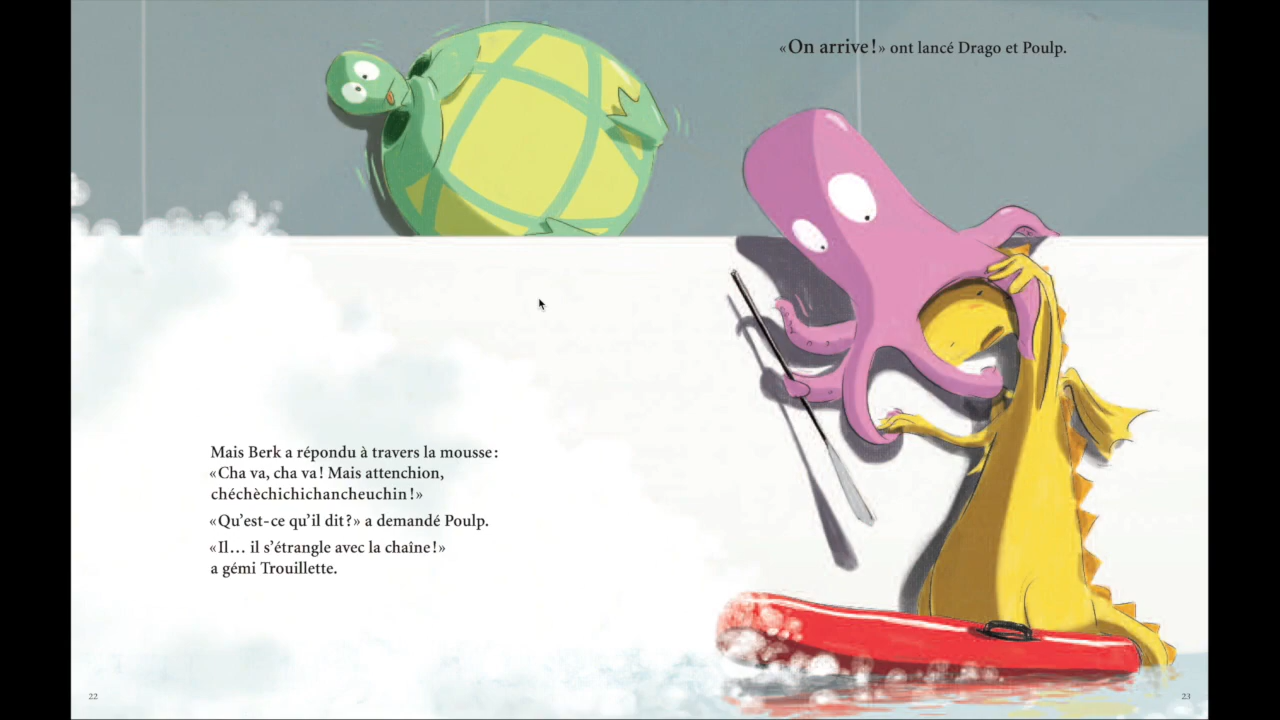 «On arrive!» ont lancé Drago et Poulp.
Mais Berk a répondu à travers la mousse:
«Cha va, cha va! Mais attenchion,
chéchèchichichancheuchin!»
«Qu'est-ce qu'il dit?» a demandé Poulp.
«Il... il s'étrangle avec la chaîne!»
a gémi Trouillette.
22
23